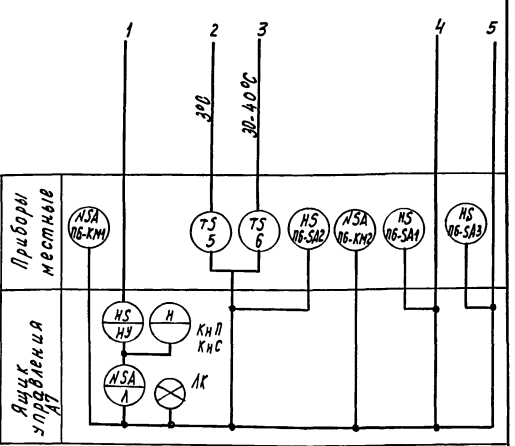 1
2
3
4
5
3°С
30-40°С
Приборы
местные
NSA
П6-КМ1
TS
5
TS
6
HS
П6-SA2
NSA
П6-КМ2
HS
П6-SA1
HS
П6-SA3
Ящик
управления
А7
HS
НУ
Н
КнП
КнС
NSA
Л
ЛК